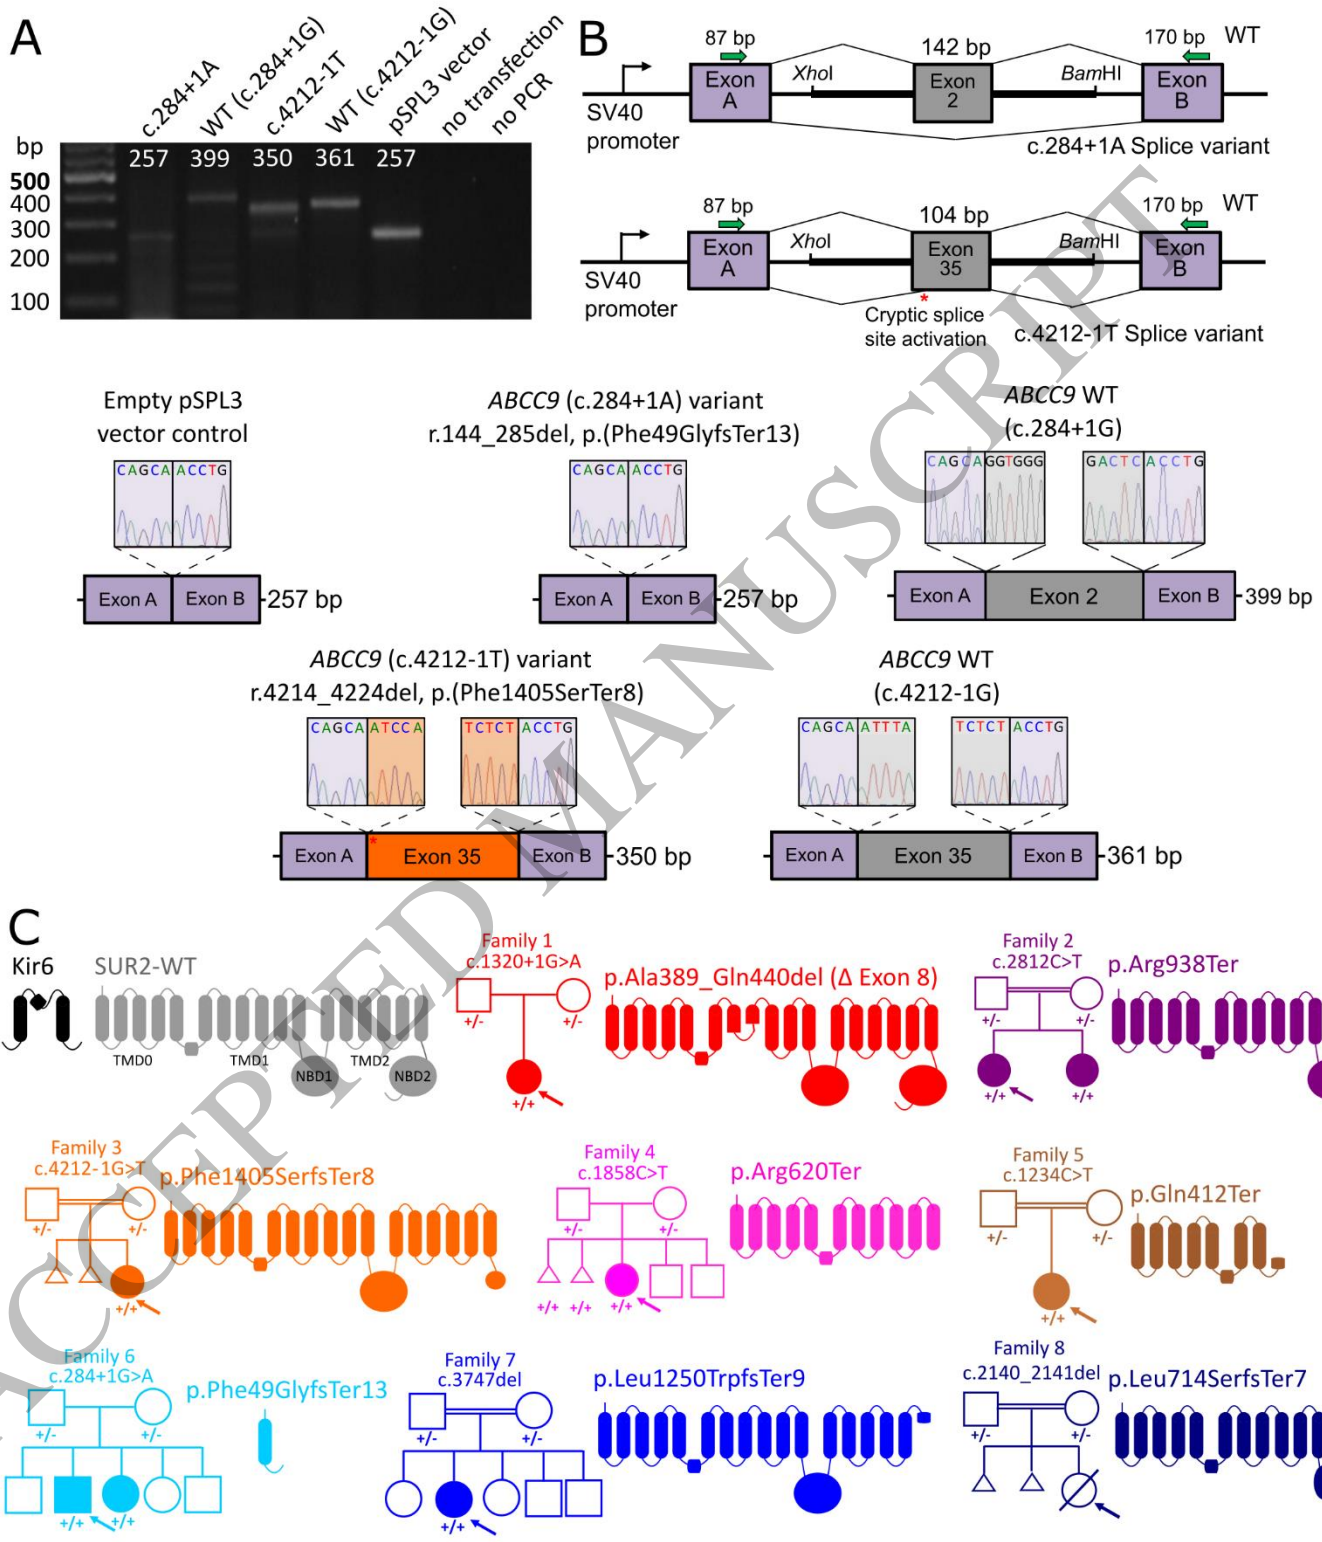 A
c.284+1A
WT (c.284+1G)
c.4212-1T
WT (c.4212-1G)
pSPL3 vector
no transfection
no PCR
bp
257 399 350 361 257
500
400
300
200
100
B
87 bp
142 bp
170 bp
WT
Exon A
XhoI
Exon 2
BamHI
Exon B
SV40 promoter
c.284+1A Splice variant
87 bp
104 bp
170 bp
WT
Exon A
XhoI
Exon 35
BamHI
Exon B
SV40 promoter
*
Cryptic splice
site activation
c.4212-1T Splice variant
Empty pSPL3
vector control
CAGCA ACCTG
Exon A Exon B 257 bp
ABCC9 (c.284+1A) variant
r.144_285del, p.(Phe49GlyfsTer13)
CAGCA ACCTG
Exon A Exon B 257 bp
ABCC9 WT
(c.284+1G)
CAGCA GGTGGG GACTC ACCTG
Exon A Exon 2 Exon B 399 bp
ABCC9 (c.4212-1T) variant
r.4214_4224del, p.(Phe1405SerTer8)
CAGCA ATCCA TCTCT ACCTG
* Exon A Exon 35 Exon B 350 bp
ABCC9 WT
(c.4212-1G)
CAGCA ATTTA TCTCT ACCTG
Exon A Exon 35 Exon B 361 bp
C
Kir6
SUR2-WT
TMD0 TMD1 NBD1 TMD2 NBD2
Family 1
c.1320+1G>A
+/- +/-
+/+
p.Ala389_Gln440del (Δ Exon 8)
Family 2
c.2812C>T
+/- +/-
+/+ +/+
p.Arg938Ter
Family 3
c.4212-1G>T
+/- +/-
+/+
p.Phe1405SerfsTer8
Family 4
c.1858C>T
+/- +/-
+/+ +/+ +/+
p.Arg620Ter
Family 5
c.1234C>T
+/- +/-
+/+
p.Gln412Ter
Family 6
c.284+1G>A
+/- +/-
+/+ +/+
p.Phe49GlyfsTer13
Family 7
c.3747del
+/- +/-
+/+
p.Leu1250TrpfsTer9
Family 8
c.2140_2141del
+/- +/-
p.Leu714SerfsTer7
ACCEPTED MANUSCRIPT